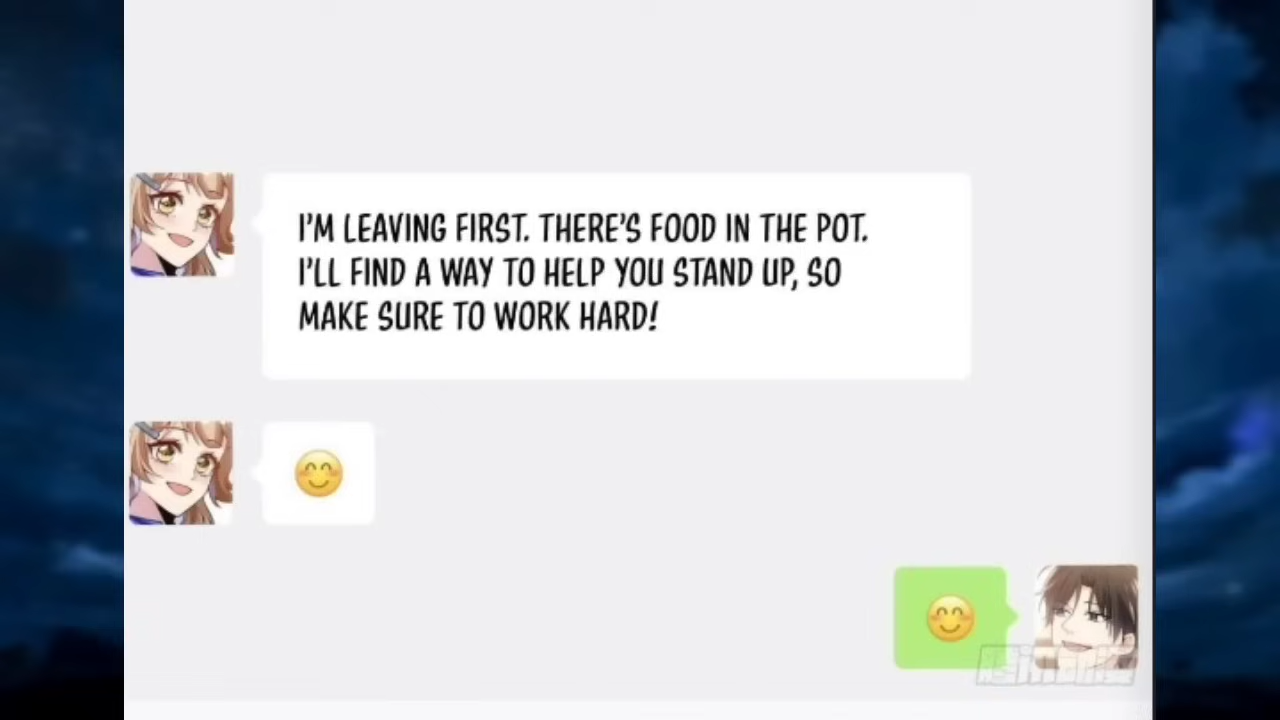 I'M LEAVING FIRST. THERE'S FOOD IN THE POT.
I'LL FIND A WAY TO HELP YOU STAND UP, SO
MAKE SURE TO WORK HARD!
😊
😊